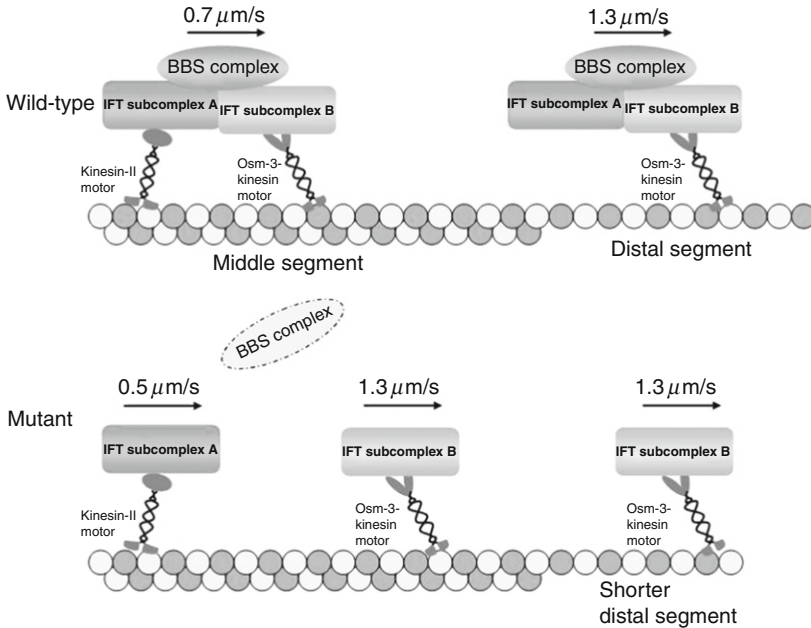 0.7 μm/s
1.3 μm/s
BBS complex
BBS complex
Wild-type
IFT subcomplex A
IFT subcomplex B
IFT subcomplex A
IFT subcomplex B
Kinesin-II
motor
Osm-3-
kinesin
motor
Osm-3-
kinesin
motor
Middle segment
Distal segment
BBS complex
0.5 μm/s
1.3 μm/s
1.3 μm/s
Mutant
IFT subcomplex A
IFT subcomplex B
IFT subcomplex B
Kinesin-II
motor
Osm-3-
kinesin
motor
Osm-3-
kinesin
motor
Shorter
distal segment